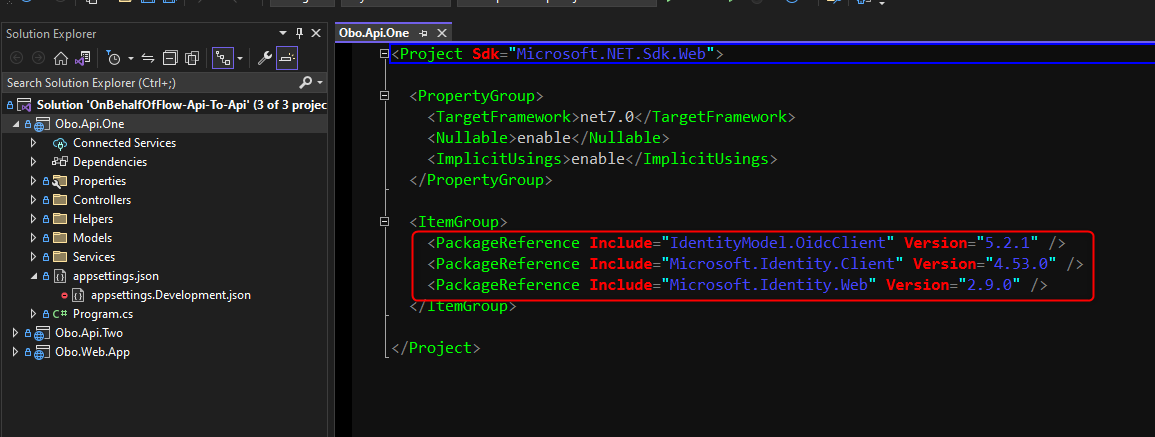 Solution Explorer
Search Solution Explorer (Ctrl+;)
Solution 'OnBehalfOfFlow-Api-To-Api' (3 of 3 projec
Obo.Api.One
Connected Services
Dependencies
Properties
Controllers
Helpers
Models
Services
appsettings.json
appsettings.Development.json
C# Program.cs
Obo.Api.Two
Obo.Web.App
Obo.Api.One
<Project Sdk="Microsoft.NET.Sdk.Web">
<PropertyGroup>
<TargetFramework>net7.0</TargetFramework>
<Nullable>enable</Nullable>
<ImplicitUsings>enable</ImplicitUsings>
</PropertyGroup>
<ItemGroup>
<PackageReference Include="IdentityModel.OidcClient" Version="5.2.1" />
<PackageReference Include="Microsoft.Identity.Client" Version="4.53.0" />
<PackageReference Include="Microsoft.Identity.Web" Version="2.9.0" />
</ItemGroup>
</Project>